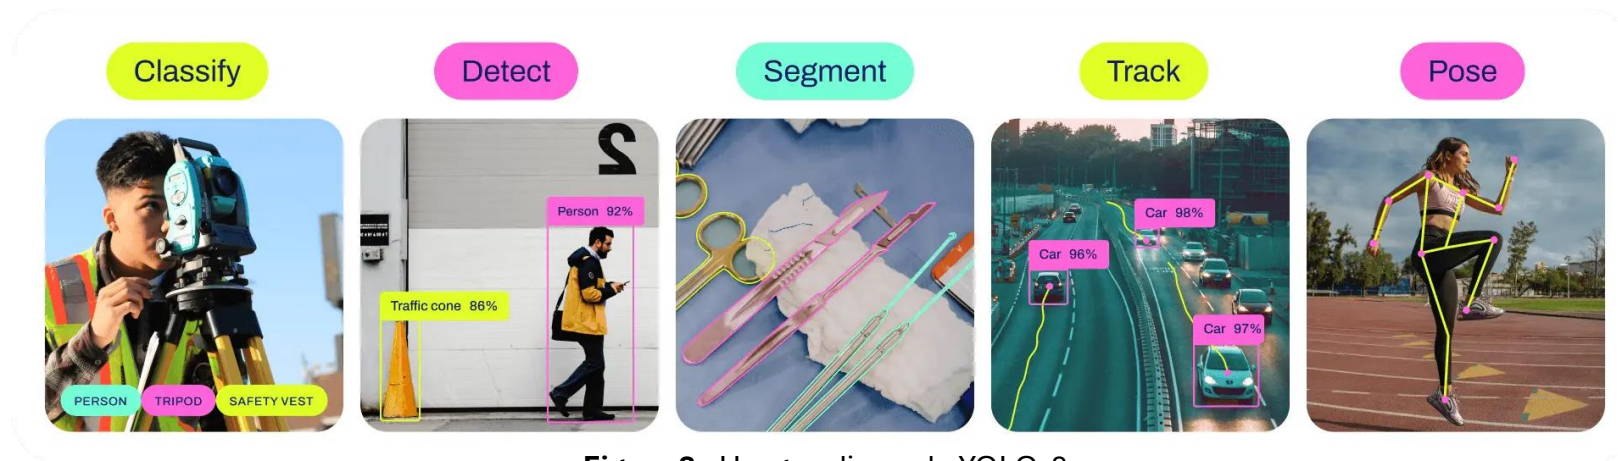 Classify
Detect
Segment
Track
Pose
PERSON
TRIPOD
SAFETY VEST
2
Person 92%
Traffic cone 86%
Car 98%
Car 96%
Car 97%